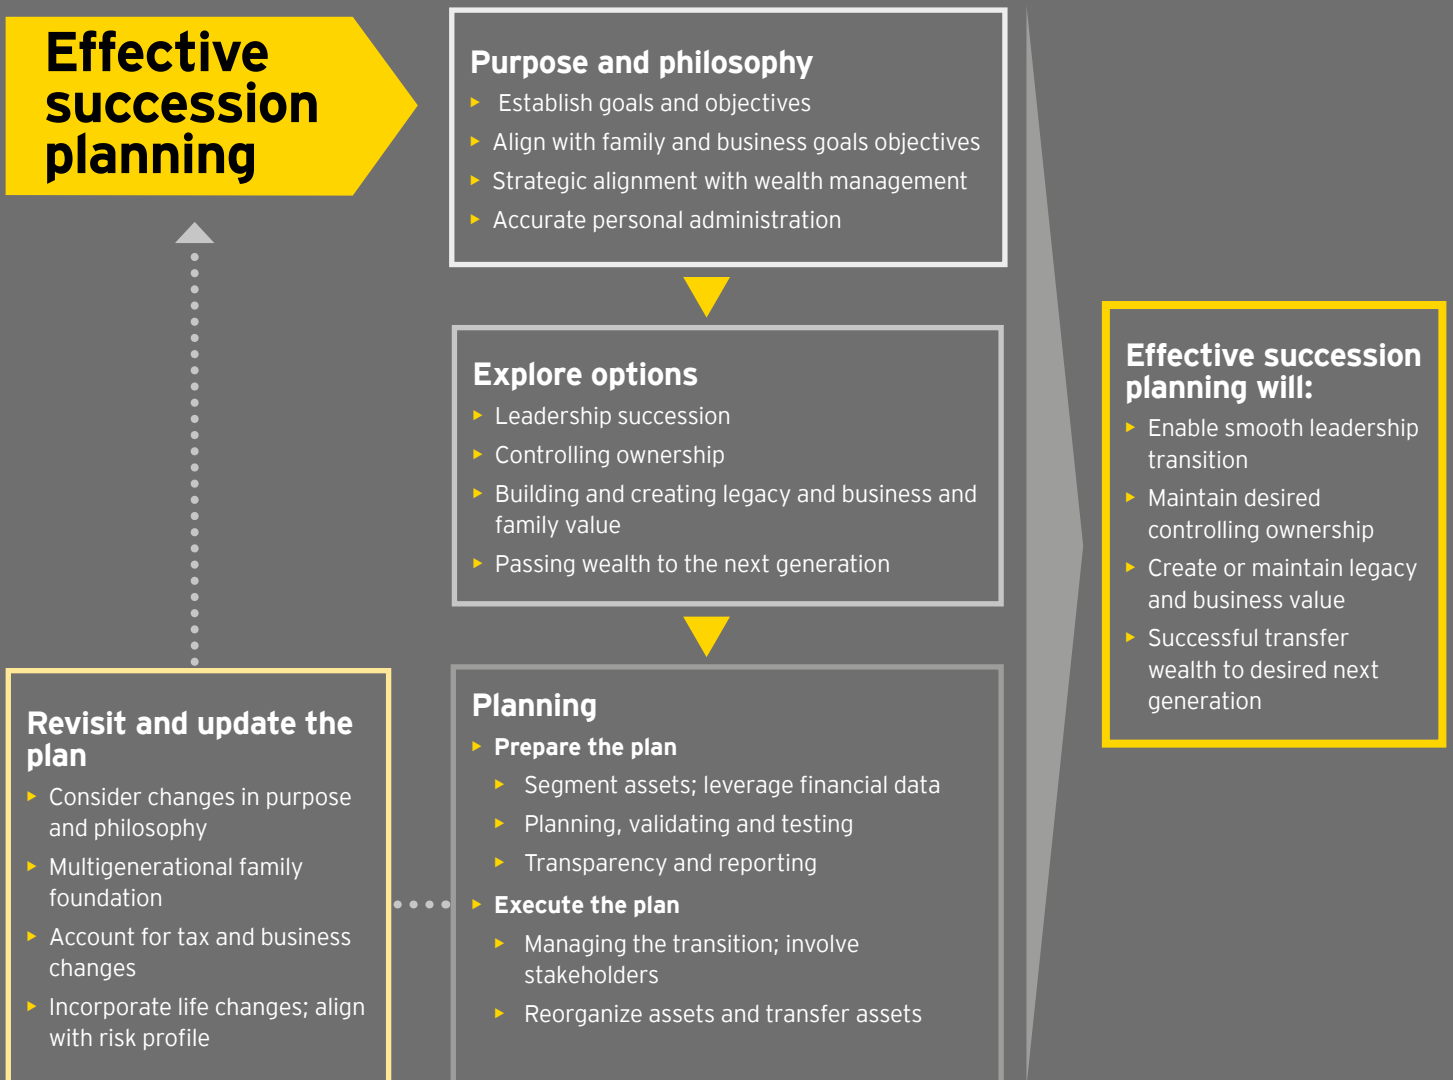 Effective
succession
planning
Purpose and philosophy
Establish goals and objectives
Align with family and business goals objectives
Strategic alignment with wealth management
Accurate personal administration
Explore options
Leadership succession
Controlling ownership
Building and creating legacy and business and
family value
Passing wealth to the next generation
Planning
Prepare the plan
Segment assets; leverage financial data
Planning, validating and testing
Transparency and reporting
Execute the plan
Managing the transition; involve
stakeholders
Reorganize assets and transfer assets
Revisit and update the
plan
Consider changes in purpose
and philosophy
Multigenerational family
foundation
Account for tax and business
changes
Incorporate life changes; align
with risk profile
Effective succession
planning will:
Enable smooth leadership
transition
Maintain desired
controlling ownership
Create or maintain legacy
and business value
Successful transfer
wealth to desired next
generation